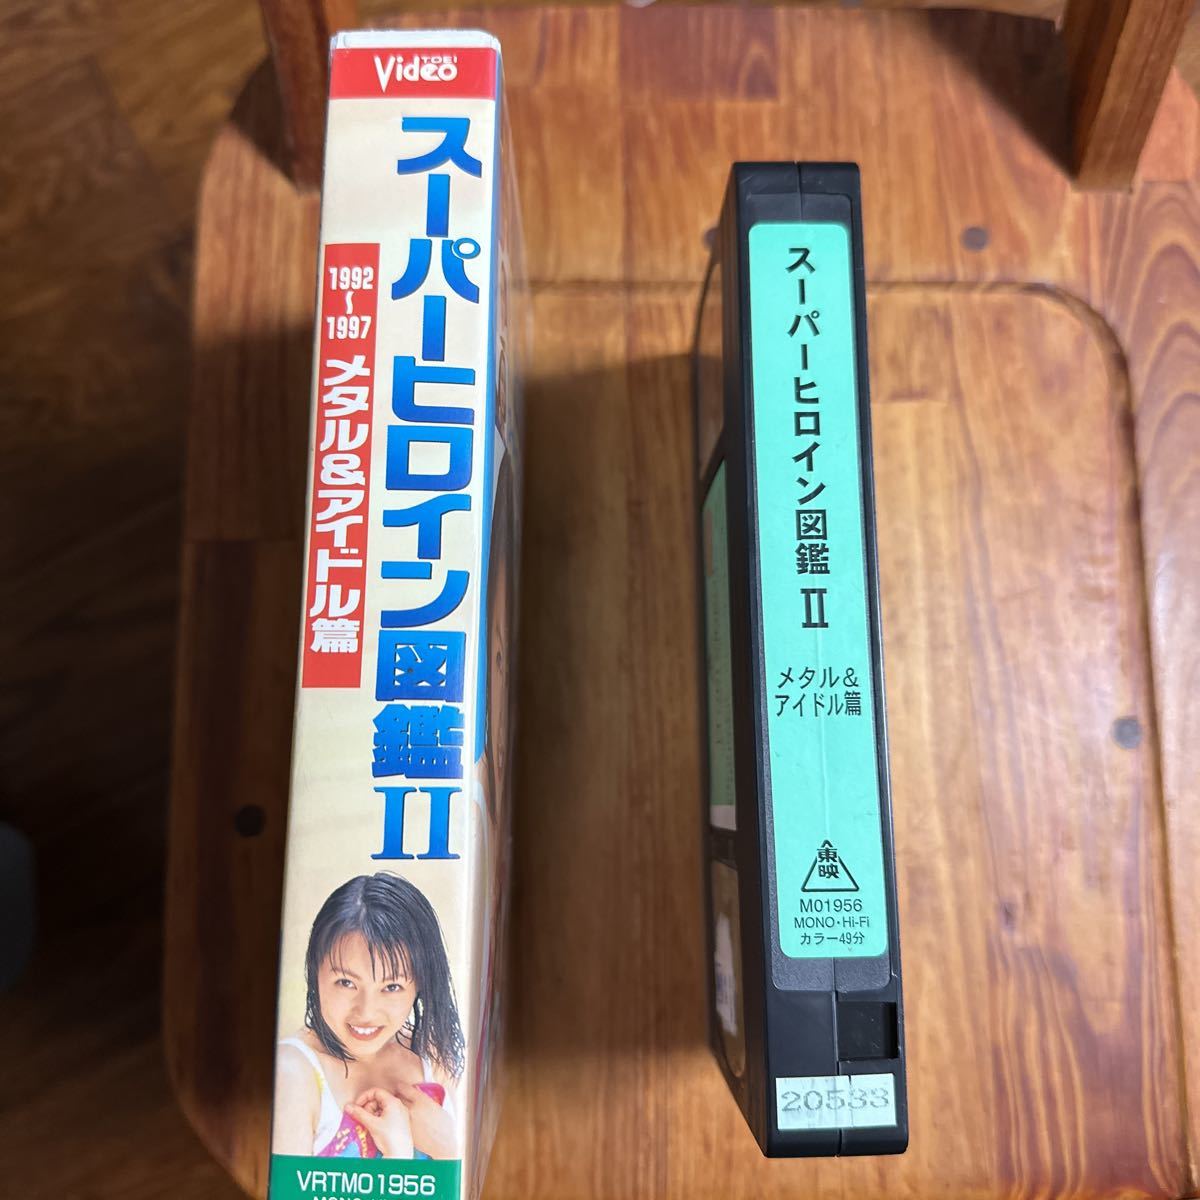 TOEI
Video
スーパーヒロイン図鑑II
1992
~
1997
メタル&アイドル篇
VRTM01956
スーパーヒロイン図鑑 II
メタル&
アイドル篇
東映
M01956
MONO・Hi-Fi
カラー49分
20533